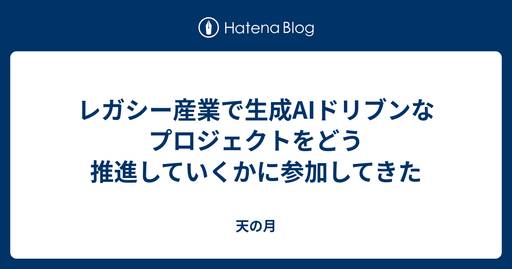 Hatena Blog
レガシー産業で生成AIドリブンな
プロジェクトをどう
推進していくかに参加してきた
天の月